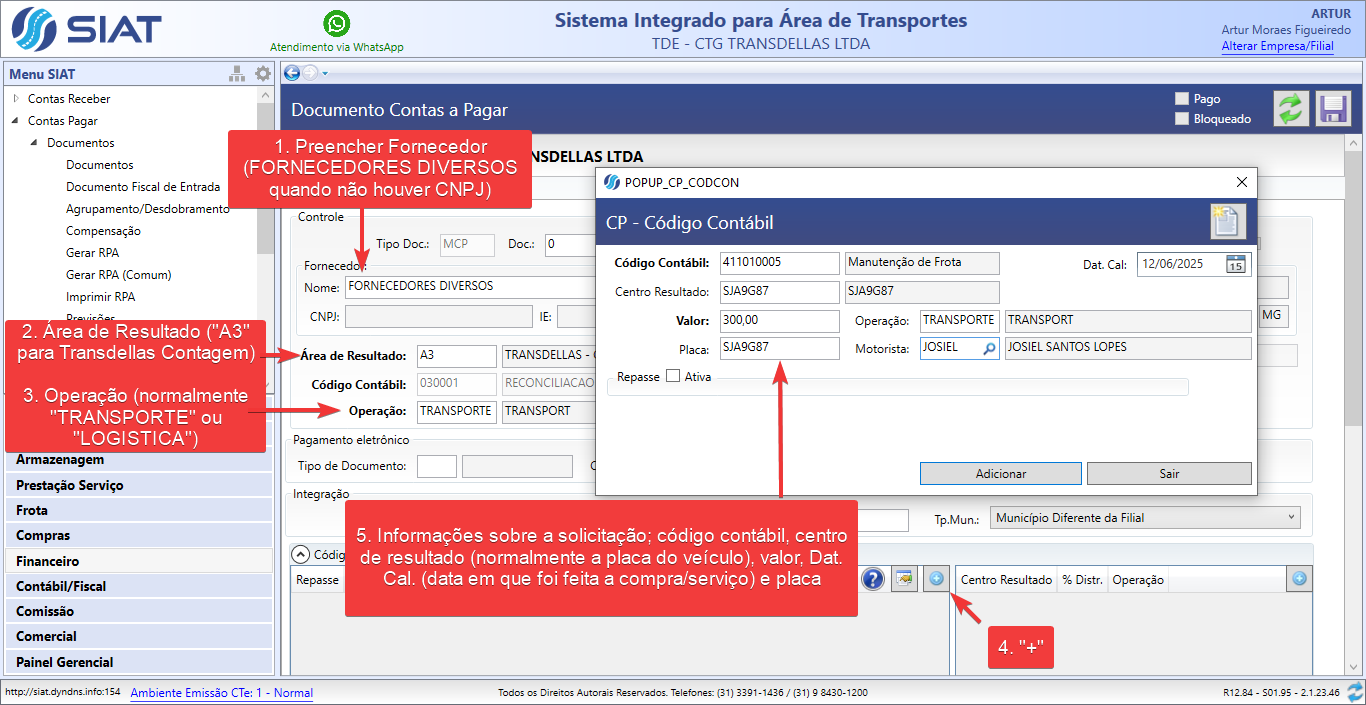 SIAT
Atendimento via WhatsApp
Sistema Integrado para Área de Transportes
TDE - CTG TRANSDELLAS LTDA
ARTUR
Artur Moraes Figueiredo
Alterar Empresa/Filial
Menu SIAT
Contas Receber
Contas Pagar
Documentos
Documentos
Documento Fiscal de Entrada
Agrupamento/Desdobramento
Compensação
Gerar RPA
Gerar RPA (Comum)
Imprimir RPA
Previsões
Armazenagem
Prestação Serviço
Frota
Compras
Financeiro
Contábil/Fiscal
Comissão
Comercial
Painel Gerencial
Documento Contas a Pagar
Pago
Bloqueado
1. Preencher Fornecedor
(FORNECEDORES DIVERSOS
quando não houver CNPJ)
NSDELLAS LTDA
Controle
Tipo Doc.: MCP Doc.: 0
Fornecedor:
Nome: FORNECEDORES DIVERSOS
CNPJ: IE: MG
2. Área de Resultado ("A3"
para Transdellas Contagem)
3. Operação (normalmente
"TRANSPORTE" ou
"LOGISTICA")
Área de Resultado: A3 TRANSDELLAS -
Código Contábil: 030001 RECONCILIACAO
Operação: TRANSPORTE TRANSPORT
Pagamento eletrônico
Tipo de Documento:
Integração
Tp.Mun.: Município Diferente da Filial
POPUP_CP_CODCON
CP - Código Contábil
Código Contábil: 411010005 Manutenção de Frota Dat. Cal: 12/06/2025 15
Centro Resultado: SJA9G87 SJA9G87
Valor: 300,00 Operação: TRANSPORTE TRANSPORT
Placa: SJA9G87 Motorista: JOSIEL JOSIEL SANTOS LOPES
Repasse Ativa
Adicionar Sair
5. Informações sobre a solicitação; código contábil, centro
de resultado (normalmente a placa do veículo), valor, Dat.
Cal. (data em que foi feita a compra/serviço) e placa
Códig
Repasse ?
Centro Resultado % Distr. Operação
4. "+"
http://siat.dyndns.info:154 Ambiente Emissão CTe: 1 - Normal Todos os Direitos Autorais Reservados. Telefones: (31) 3391-1436 / (31) 9 8430-1200 R12.84 - S01.95 - 2.1.23.46